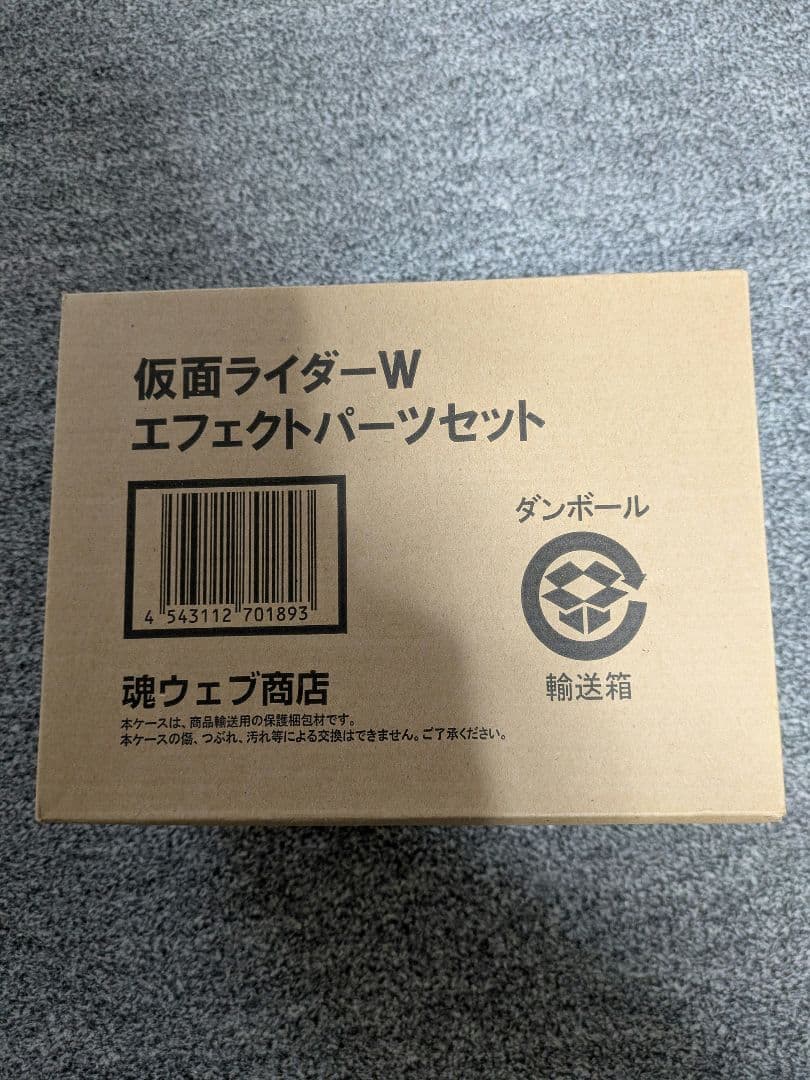 仮面ライダーW
エフェクトパーツセット
4 543112 701893
ダンボール
輸送箱
魂ウェブ商店
本ケースは、商品輸送用の保護梱包材です。
本ケースの傷、つぶれ、汚れ等による交換はできません。ご了承ください。